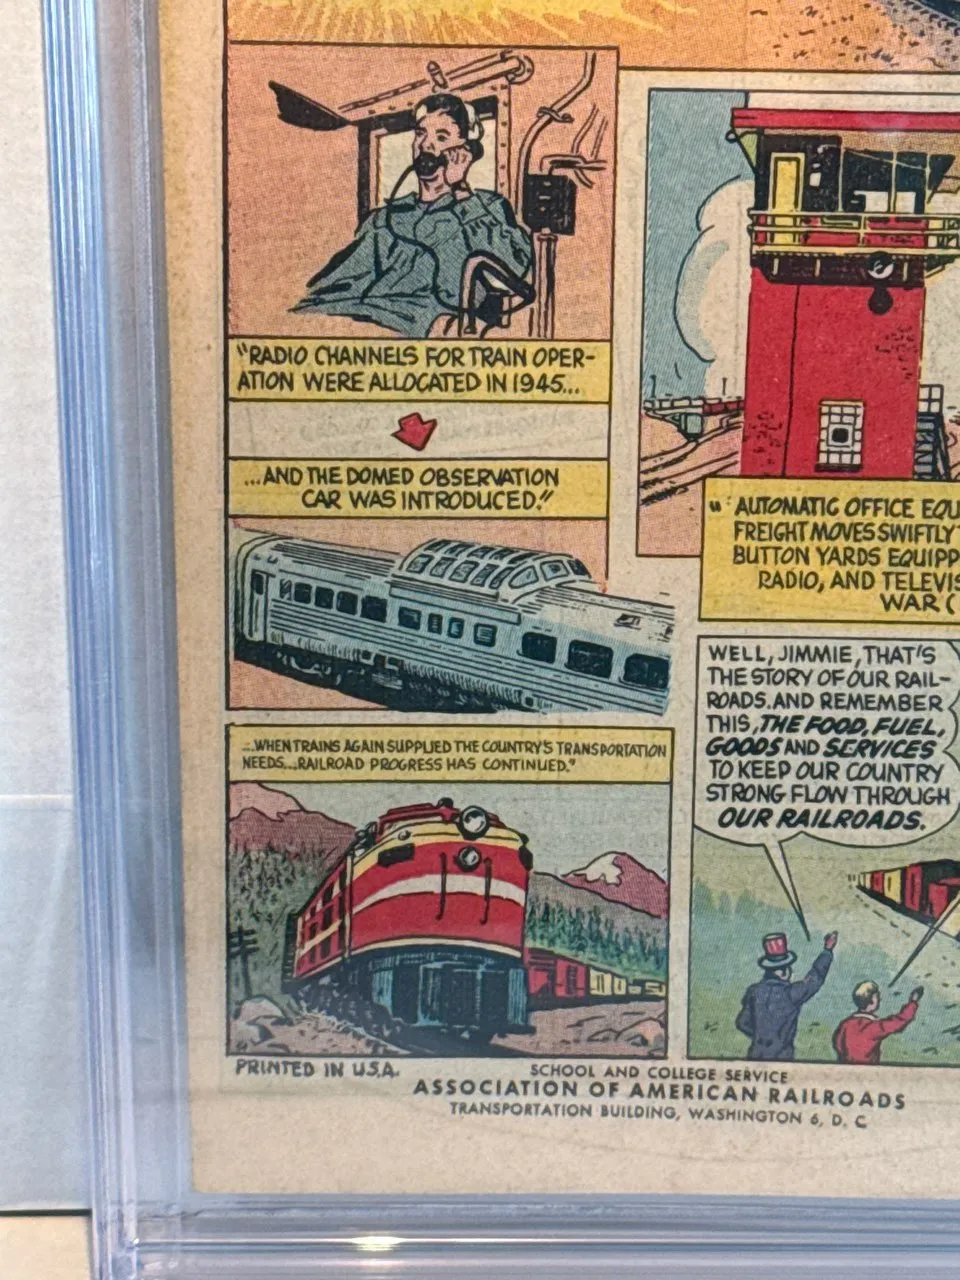 "RADIO CHANNELS FOR TRAIN OPER-
ATION WERE ALLOCATED IN 1945...
...AND THE DOMED OBSERVATION
CAR WAS INTRODUCED."
" AUTOMATIC OFFICE
FREIGHT MOVES SWIFTLY
BUTTON YARDS
RADIO, AND
WAR
...WHEN TRAINS AGAIN SUPPLIED THE COUNTRY'S TRANSPORTATION
NEEDS...RAILROAD PROGRESS HAS CONTINUED."
WELL, JIMMIE, THAT'S
THE STORY OF OUR RAIL-
ROADS. AND REMEMBER
THIS, THE FOOD, FUEL,
GOODS AND SERVICES
TO KEEP OUR COUNTRY
STRONG FLOW THROUGH
OUR RAILROADS.
PRINTED IN U.S.A.
SCHOOL AND COLLEGE SERVICE
ASSOCIATION OF AMERICAN RAILROADS
TRANSPORTATION BUILDING, WASHINGTON 6, D. C